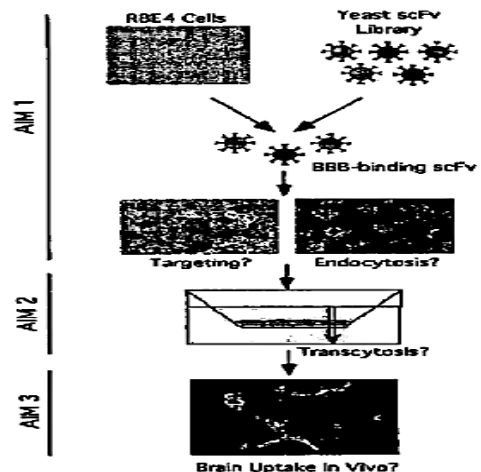 RBE4 Cells
Yeast scFv
Library
AIM 1
BBB-binding scFv
Targeting?
Endocytosis?
AIM 2
Transcytosis?
AIM 3
Brain Uptake In Vivo?